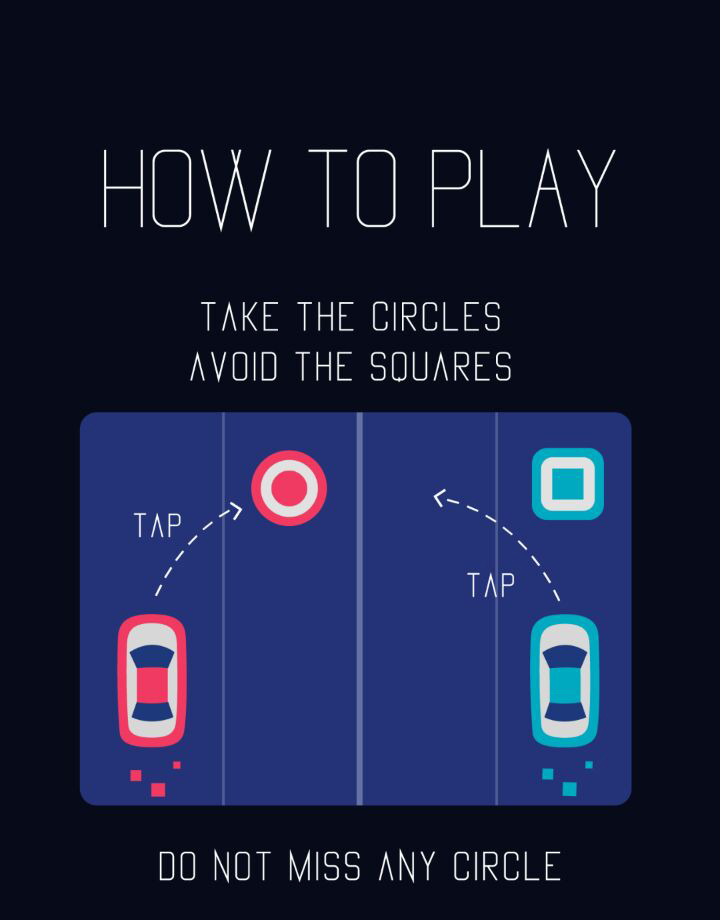 HOW TO PLAY
TAKE THE CIRCLES
AVOID THE SQUARES
TAP
TAP
DO NOT MISS ANY CIRCLE